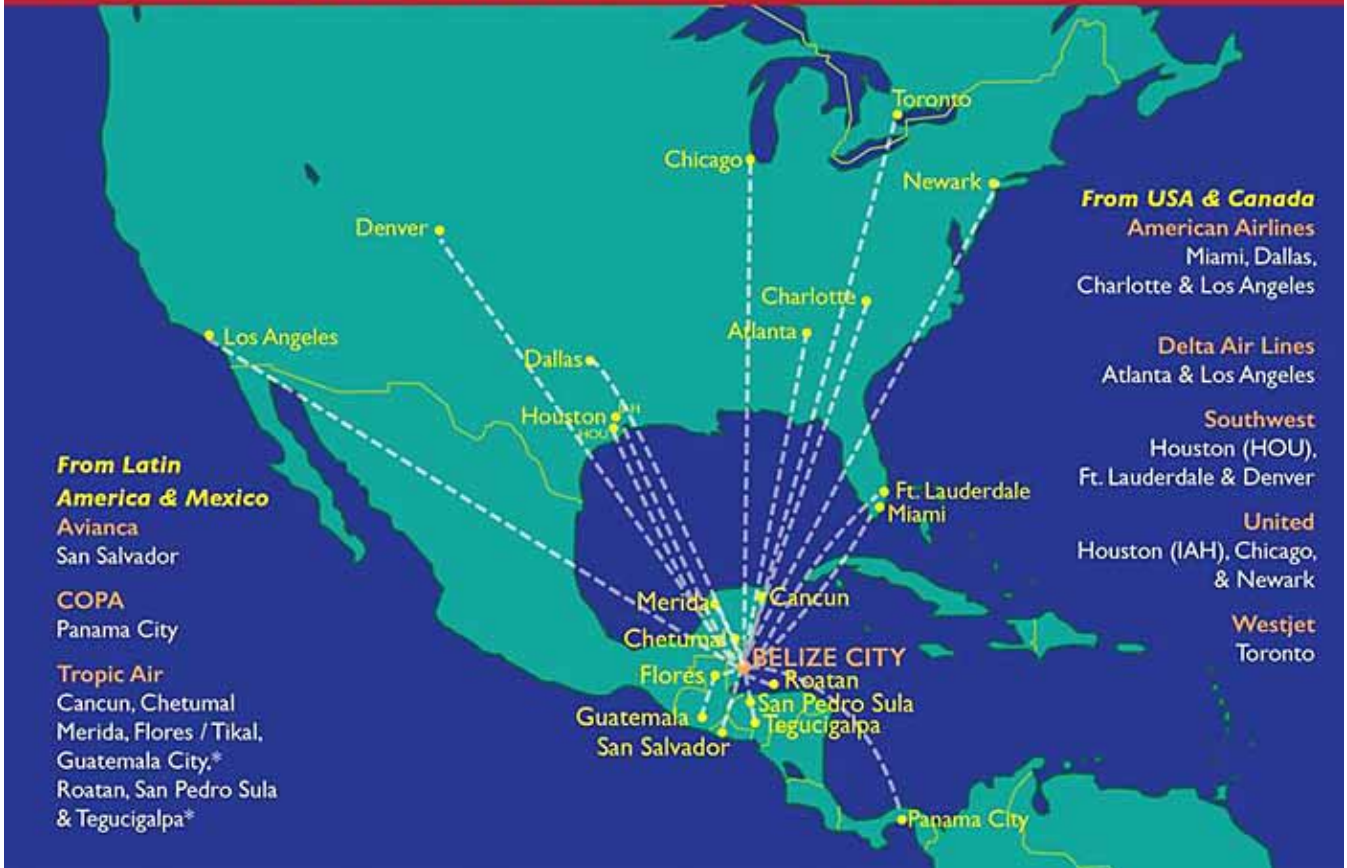 Toronto
Chicago
Newark
Denver
Charlotte
Atlanta
Los Angeles
Dallas
Houston
IAH
HOU
Ft. Lauderdale
Miami
Merida
Cancun
Chetumal
BELIZE CITY
Flores
Roatan
San Pedro Sula
Guatemala
Tegucigalpa
San Salvador
Panama City
From USA & Canada
American Airlines
Miami, Dallas,
Charlotte & Los Angeles
Delta Air Lines
Atlanta & Los Angeles
Southwest
Houston (HOU),
Ft. Lauderdale & Denver
United
Houston (IAH), Chicago,
& Newark
Westjet
Toronto
From Latin
America & Mexico
Avianca
San Salvador
COPA
Panama City
Tropic Air
Cancun, Chetumal
Merida, Flores / Tikal,
Guatemala City,*
Roatan, San Pedro Sula
& Tegucigalpa*